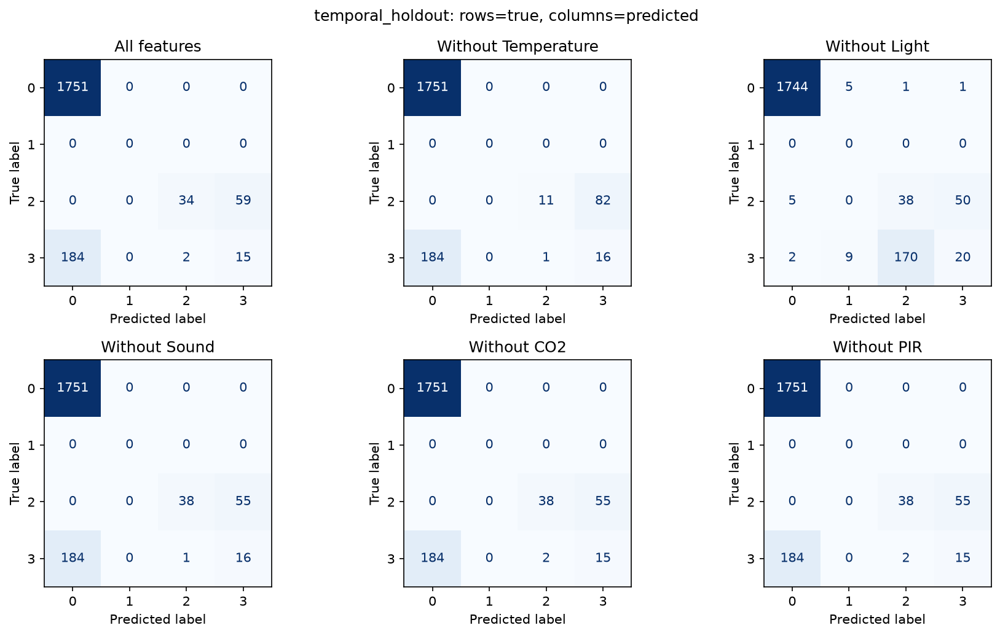 temporal_holdout: rows=true, columns=predicted
All features
True label
0 1751 0 0 0
1 0 0 0 0
2 0 0 34 59
3 184 0 2 15
0 1 2 3
Predicted label
Without Temperature
True label
0 1751 0 0 0
1 0 0 0 0
2 0 0 11 82
3 184 0 1 16
0 1 2 3
Predicted label
Without Light
True label
0 1744 5 1 1
1 0 0 0 0
2 5 0 38 50
3 2 9 170 20
0 1 2 3
Predicted label
Without Sound
True label
0 1751 0 0 0
1 0 0 0 0
2 0 0 38 55
3 184 0 1 16
0 1 2 3
Predicted label
Without CO2
True label
0 1751 0 0 0
1 0 0 0 0
2 0 0 38 55
3 184 0 2 15
0 1 2 3
Predicted label
Without PIR
True label
0 1751 0 0 0
1 0 0 0 0
2 0 0 38 55
3 184 0 2 15
0 1 2 3
Predicted label